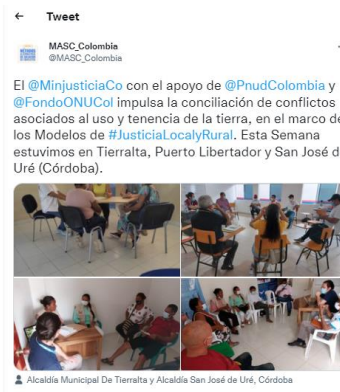 Tweet
MASC_Colombia
@MASC_Colombia
El @MinjusticiaCo con el apoyo de @PnudColombia y
@FondoONUCol impulsa la conciliación de conflictos
asociados al uso y tenencia de la tierra, en el marco de
los Modelos de #JusticiaLocalyRural. Esta Semana
estuvimos en Tierralta, Puerto Libertador y San José d
Uré (Córdoba).
Alcaldía Municipal De Tierralta y Alcaldía San José de Uré, Córdoba